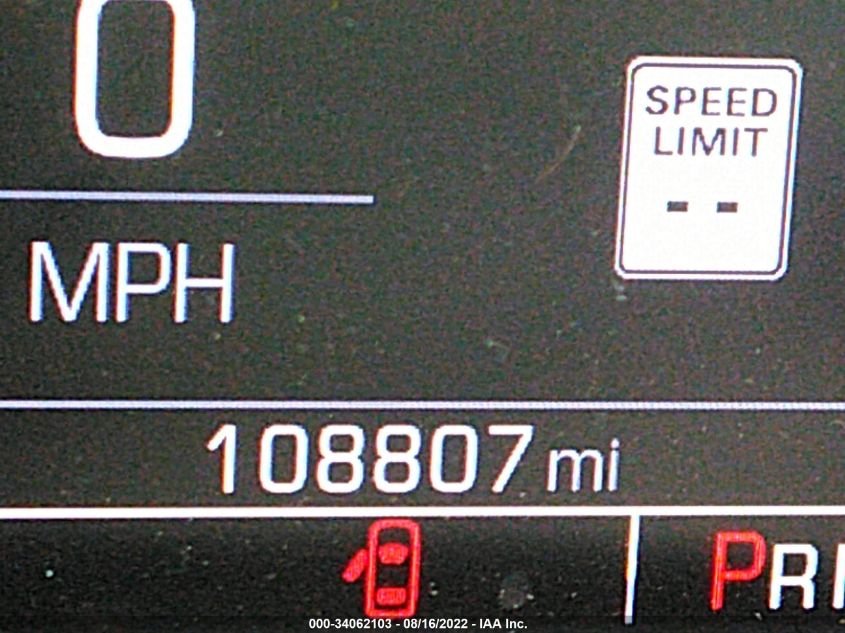 0
MPH
SPEED
LIMIT
--
108807 mi
PR
000-34062103 - 08/16/2022 - IAA Inc.